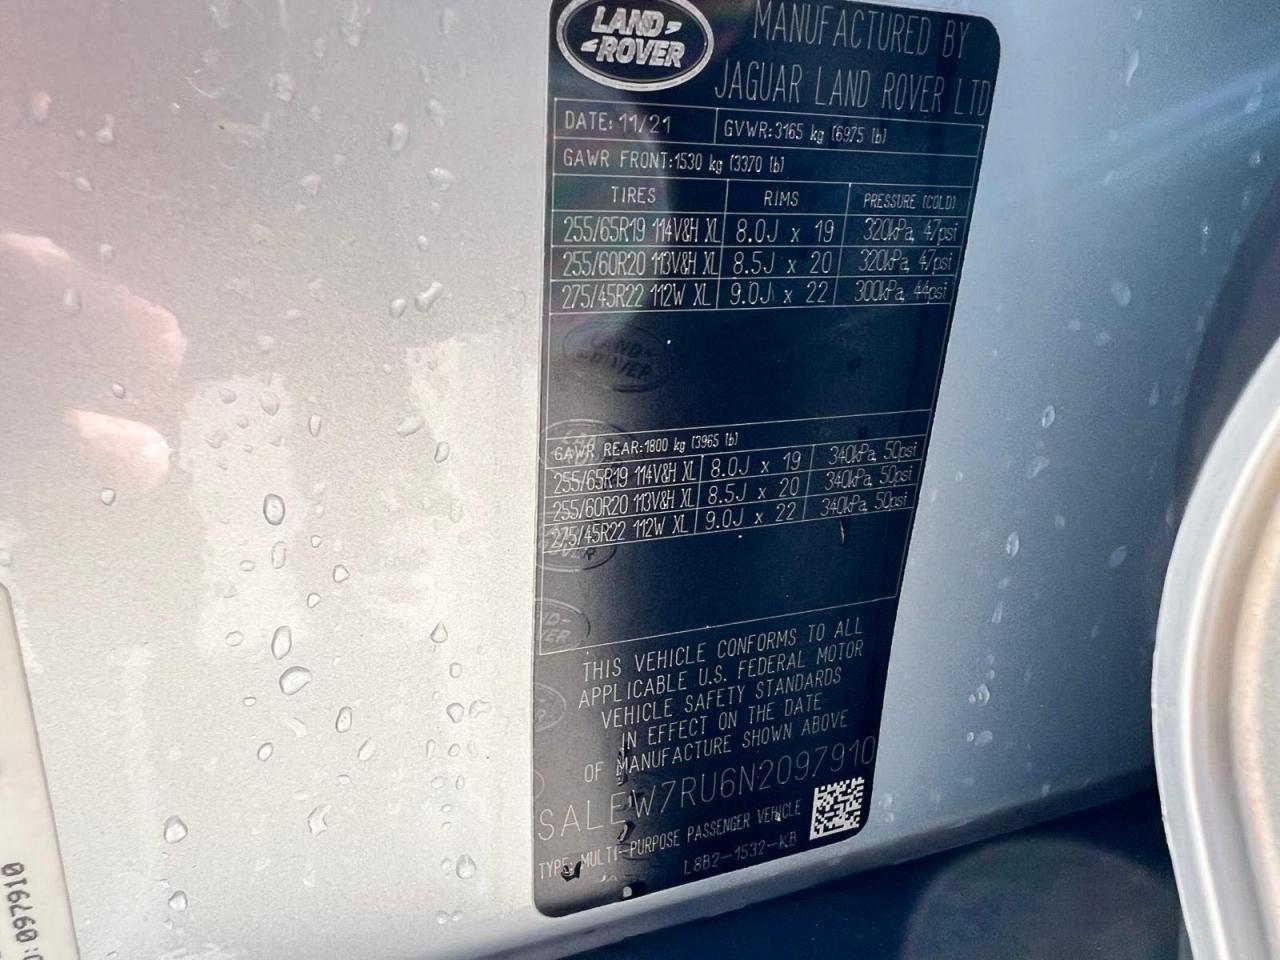 LAND
ROVER
MANUFACTURED BY
JAGUAR LAND ROVER LTD
DATE: 11/21 GVWR: 3165 kg (6975 lb)
GAWR FRONT: 1530 kg (3370 lb)
TIRES RIMS PRESSURE (COLD)
255/65R19 114V&H XL 8.0J x 19 320kPa, 47psi
255/60R20 113V&H XL 8.5J x 20 320kPa, 47psi
275/45R22 112W XL 9.0J x 22 300kPa, 44psi
LAND
ROVER
GAWR REAR: 1800 kg (3965 lb)
255/65R19 114V&H XL 8.0J x 19 340kPa, 50psi
255/60R20 113V&H XL 8.5J x 20 340kPa, 50psi
275/45R22 112W XL 9.0J x 22 340kPa, 50psi
THIS VEHICLE CONFORMS TO ALL
APPLICABLE U.S. FEDERAL MOTOR
VEHICLE SAFETY STANDARDS
IN EFFECT ON THE DATE
OF MANUFACTURE SHOWN ABOVE
SALEW7RU6N2097910
TYPE: MULTI-PURPOSE PASSENGER VEHICLE
L8B2-1532-KB
: 097910